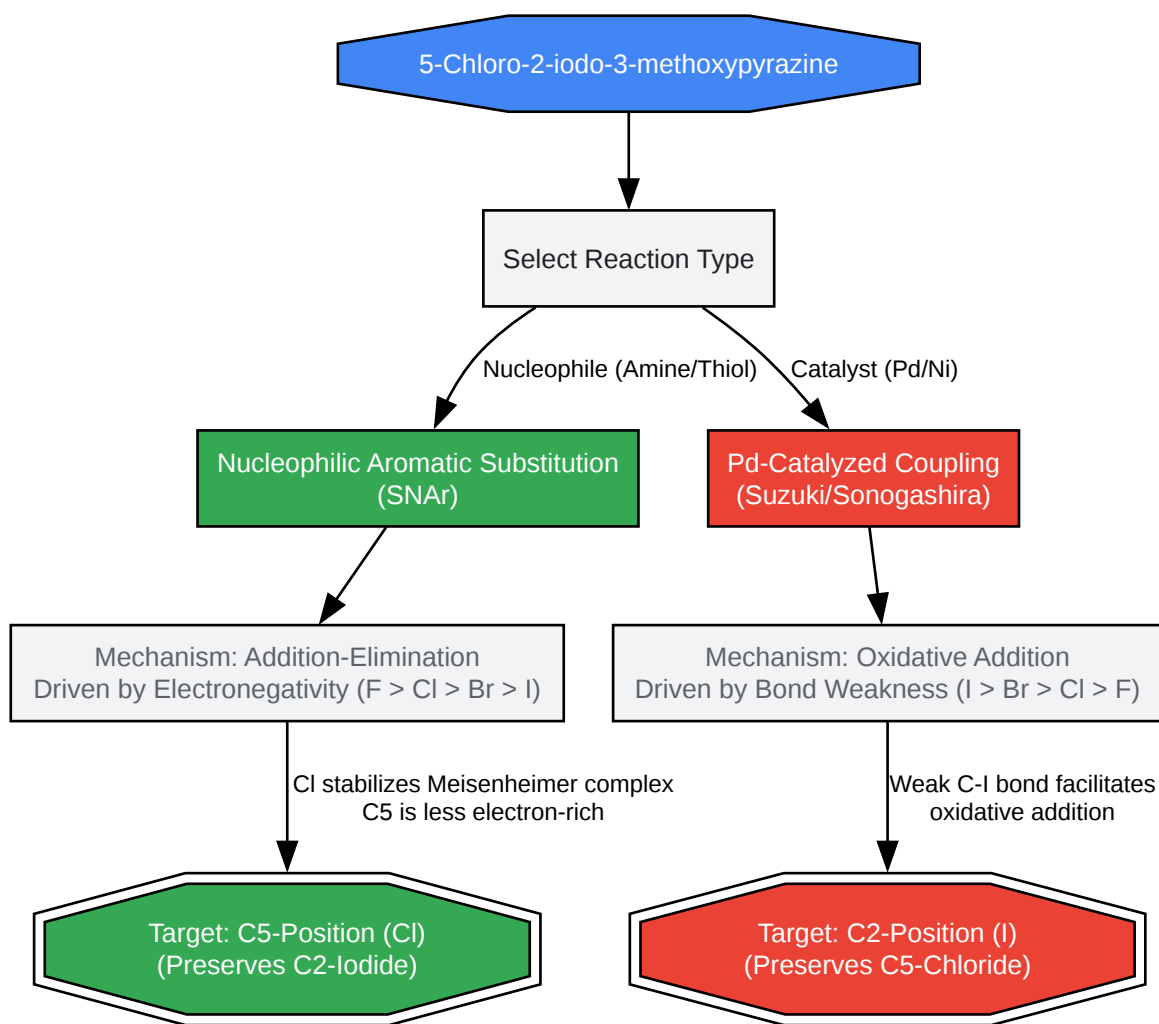 5-Chloro-2-iodo-3-methoxypyrazine
Select Reaction Type
Nucleophile (Amine/Thiol)
Catalyst (Pd/Ni)
Nucleophilic Aromatic Substitution
(SNAr)
Pd-Catalyzed Coupling
(Suzuki/Sonogashira)
Mechanism: Addition-Elimination
Driven by Electronegativity (F > Cl > Br > I)
Mechanism: Oxidative Addition
Driven by Bond Weakness (I > Br > Cl > F)
Cl stabilizes Meisenheimer complex
C5 is less electron-rich
Weak C-I bond facilitates
oxidative addition
Target: C5-Position (Cl)
(Preserves C2-Iodide)
Target: C2-Position (I)
(Preserves C5-Chloride)